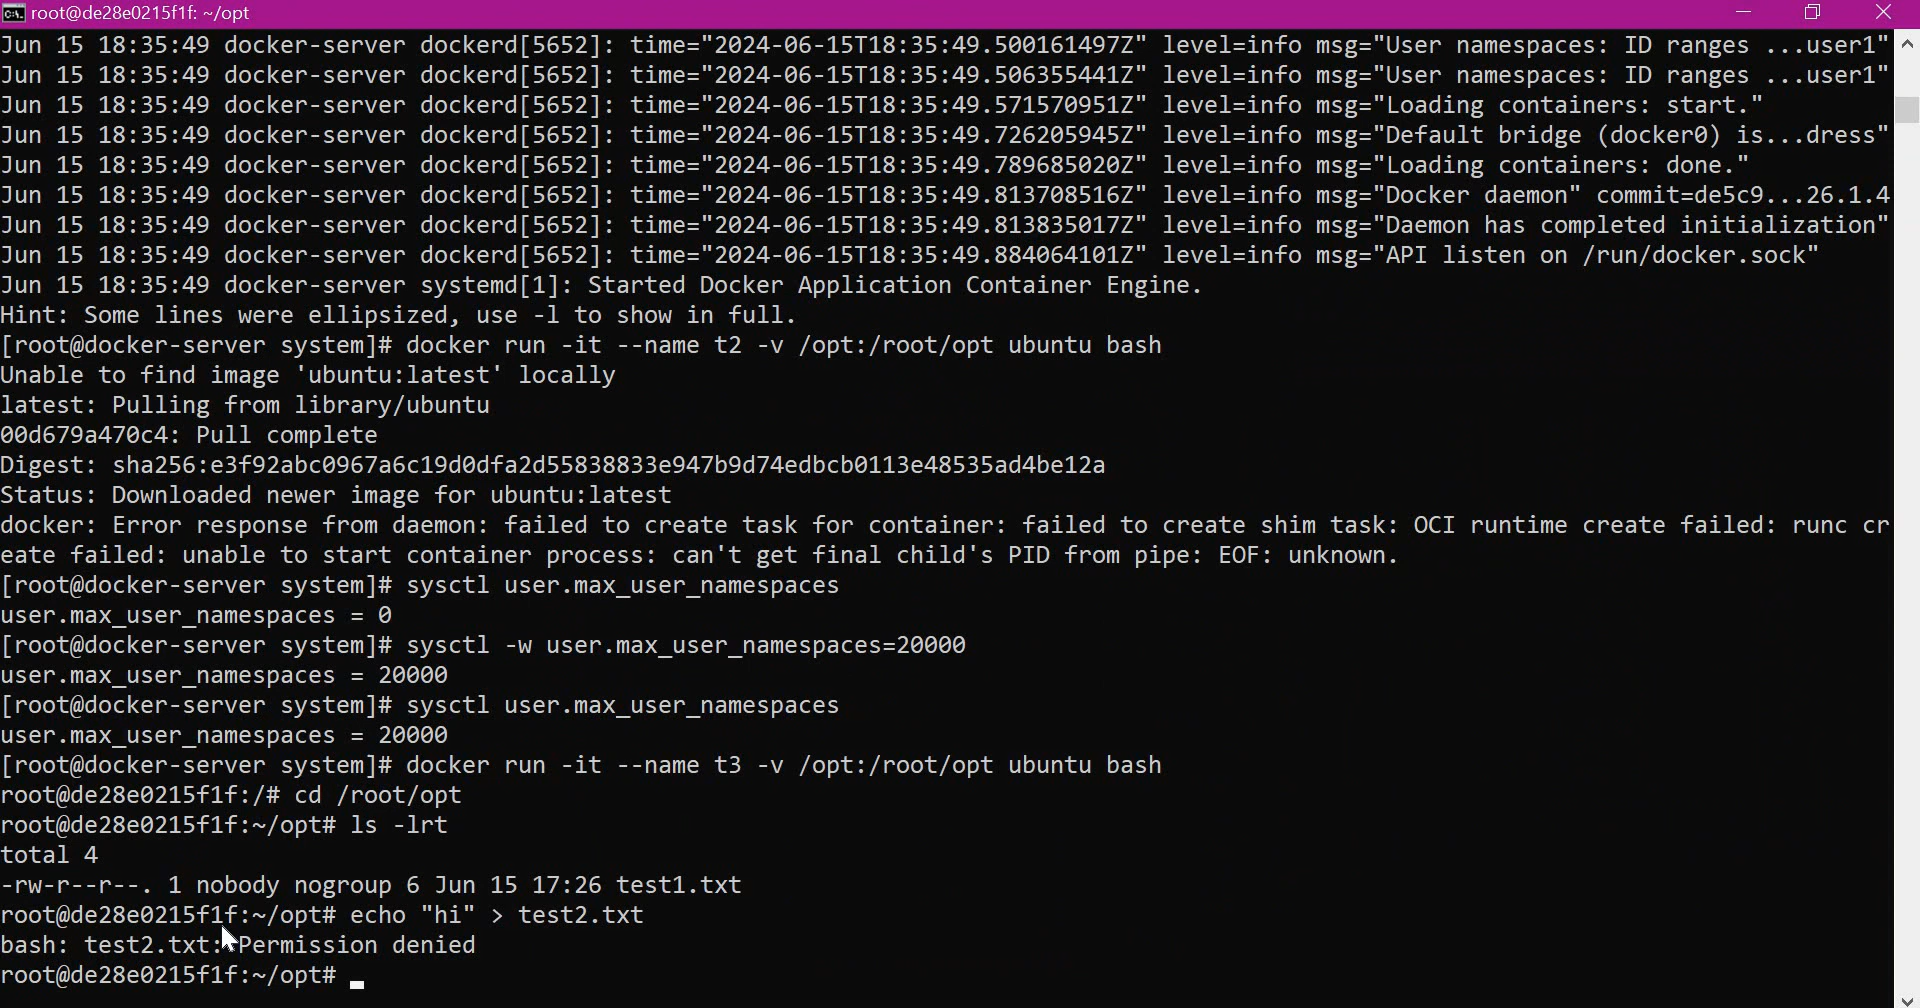 root@de28e0215f1f: ~/opt
Jun 15 18:35:49 docker-server dockerd[5652]: time="2024-06-15T18:35:49.500161497Z" level=info msg="User namespaces: ID ranges ...user1"
Jun 15 18:35:49 docker-server dockerd[5652]: time="2024-06-15T18:35:49.506355441Z" level=info msg="User namespaces: ID ranges ...user1"
Jun 15 18:35:49 docker-server dockerd[5652]: time="2024-06-15T18:35:49.571570951Z" level=info msg="Loading containers: start."
Jun 15 18:35:49 docker-server dockerd[5652]: time="2024-06-15T18:35:49.726205945Z" level=info msg="Default bridge (docker0) is...dress"
Jun 15 18:35:49 docker-server dockerd[5652]: time="2024-06-15T18:35:49.789685020Z" level=info msg="Loading containers: done."
Jun 15 18:35:49 docker-server dockerd[5652]: time="2024-06-15T18:35:49.813708516Z" level=info msg="Docker daemon" commit=de5c9...26.1.4
Jun 15 18:35:49 docker-server dockerd[5652]: time="2024-06-15T18:35:49.813835017Z" level=info msg="Daemon has completed initialization"
Jun 15 18:35:49 docker-server dockerd[5652]: time="2024-06-15T18:35:49.884064101Z" level=info msg="API listen on /run/docker.sock"
Jun 15 18:35:49 docker-server systemd[1]: Started Docker Application Container Engine.
Hint: Some lines were ellipsized, use -l to show in full.
[root@docker-server system]# docker run -it --name t2 -v /opt:/root/opt ubuntu bash
Unable to find image 'ubuntu:latest' locally
latest: Pulling from library/ubuntu
00d679a470c4: Pull complete
Digest: sha256:e3f92abc0967a6c19d0dfa2d55838833e947b9d74edbcb0113e48535ad4be12a
Status: Downloaded newer image for ubuntu:latest
docker: Error response from daemon: failed to create task for container: failed to create shim task: OCI runtime create failed: runc cr
eate failed: unable to start container process: can't get final child's PID from pipe: EOF: unknown.
[root@docker-server system]# sysctl user.max_user_namespaces
user.max_user_namespaces = 0
[root@docker-server system]# sysctl -w user.max_user_namespaces=20000
user.max_user_namespaces = 20000
[root@docker-server system]# sysctl user.max_user_namespaces
user.max_user_namespaces = 20000
[root@docker-server system]# docker run -it --name t3 -v /opt:/root/opt ubuntu bash
root@de28e0215f1f:/# cd /root/opt
root@de28e0215f1f:~/opt# ls -lrt
total 4
-rw-r--r--. 1 nobody nogroup 6 Jun 15 17:26 test1.txt
root@de28e0215f1f:~/opt# echo "hi" > test2.txt
bash: test2.txt: Permission denied
root@de28e0215f1f:~/opt#